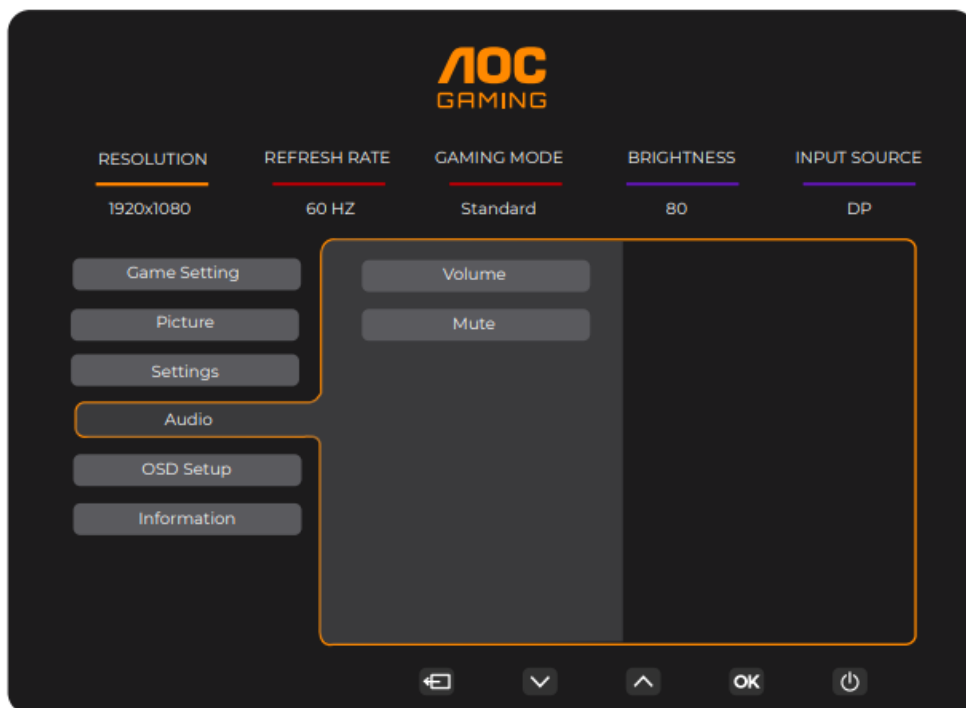 AOC
GAMING
RESOLUTION REFRESH RATE GAMING MODE BRIGHTNESS INPUT SOURCE
1920x1080 60 HZ Standard 80 DP
Game Setting
Volume
Picture
Mute
Settings
Audio
OSD Setup
Information
OK